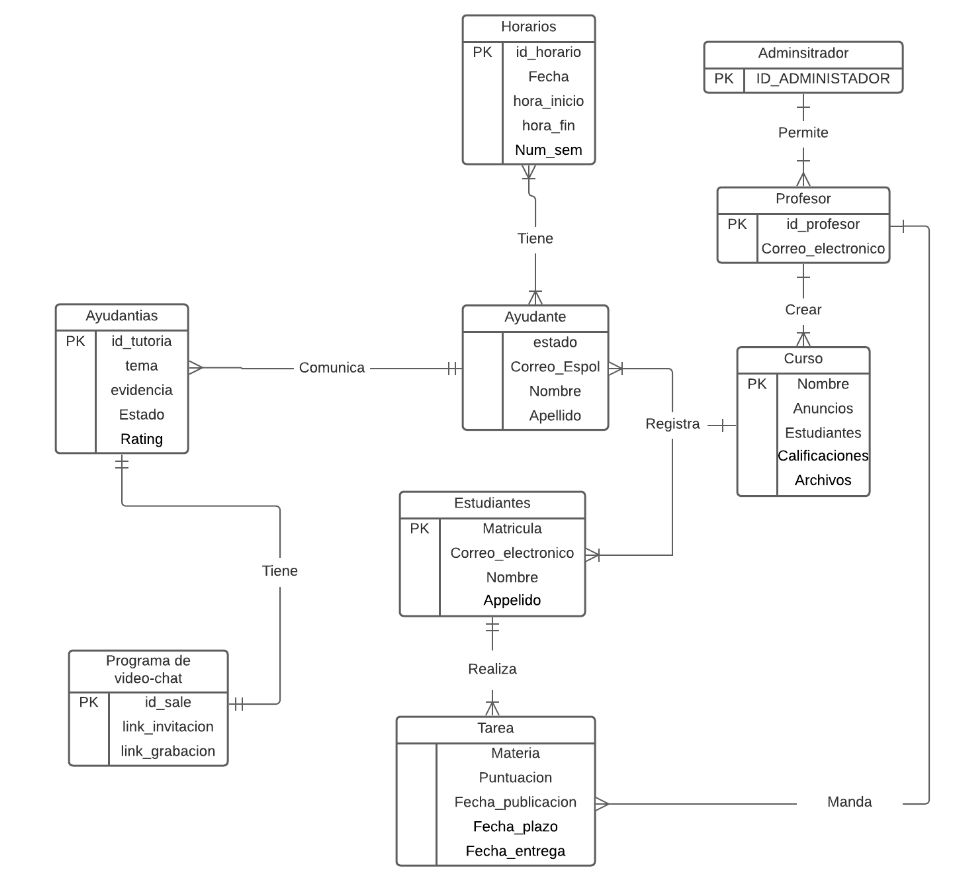 Horarios
PK id_horario
Fecha
hora_inicio
hora_fin
Num_sem
Adminsitrador
PK ID_ADMINISTADOR
Permite
Profesor
PK id_profesor
Correo_electronico
Tiene
Crear
Ayudantias
PK id_tutoria
tema
evidencia
Estado
Rating
Comunica
Ayudante
estado
Correo_Espol
Nombre
Apellido
Registra
Curso
PK Nombre
Anuncios
Estudiantes
Calificaciones
Archivos
Estudiantes
PK Matricula
Correo_electronico
Nombre
Appelido
Tiene
Realiza
Programa de
video-chat
PK id_sale
link_invitacion
link_grabacion
Tarea
Materia
Puntuacion
Fecha_publicacion
Fecha_plazo
Fecha_entrega
Manda